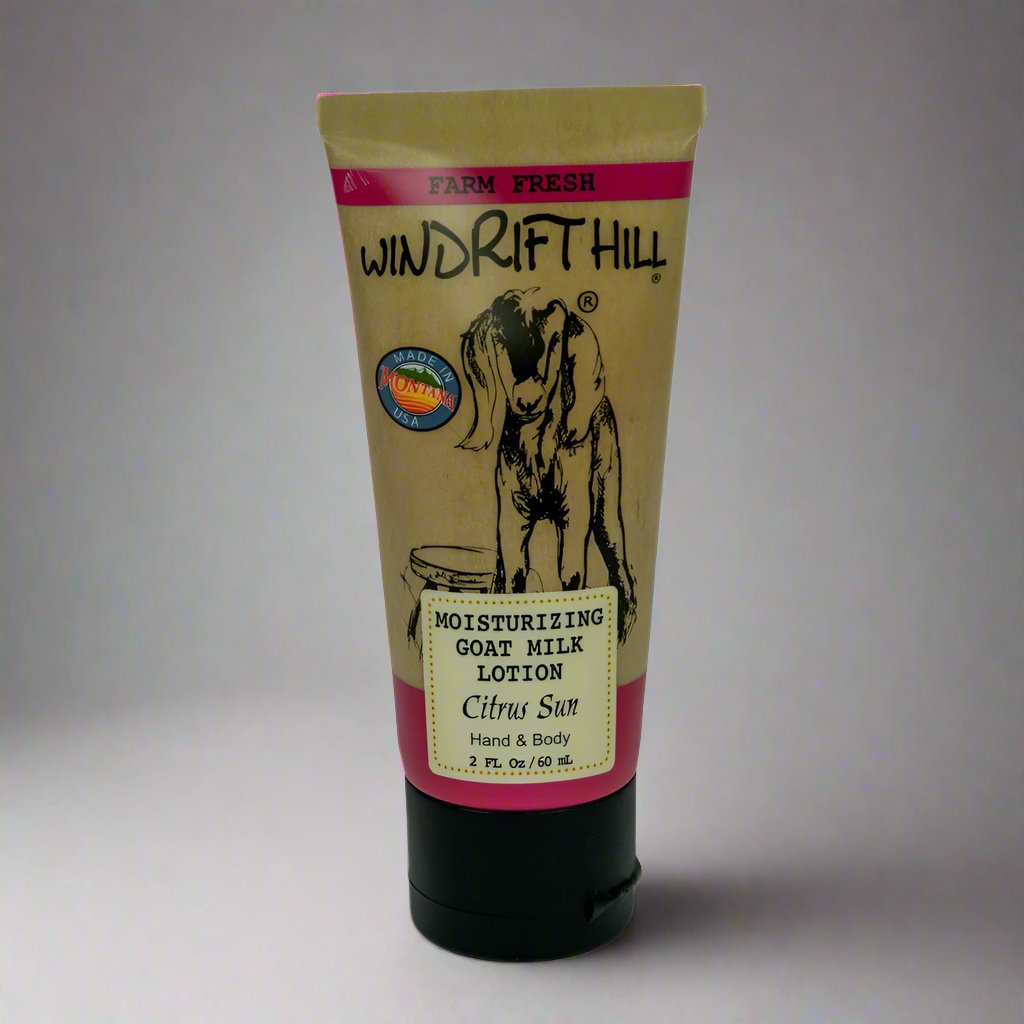 FARM FRESH
WINDRIFT HILL®
®
MADE IN
MONTANA
USA
MOISTURIZING
GOAT MILK
LOTION
Citrus Sun
Hand & Body
2 FL Oz/60 mL